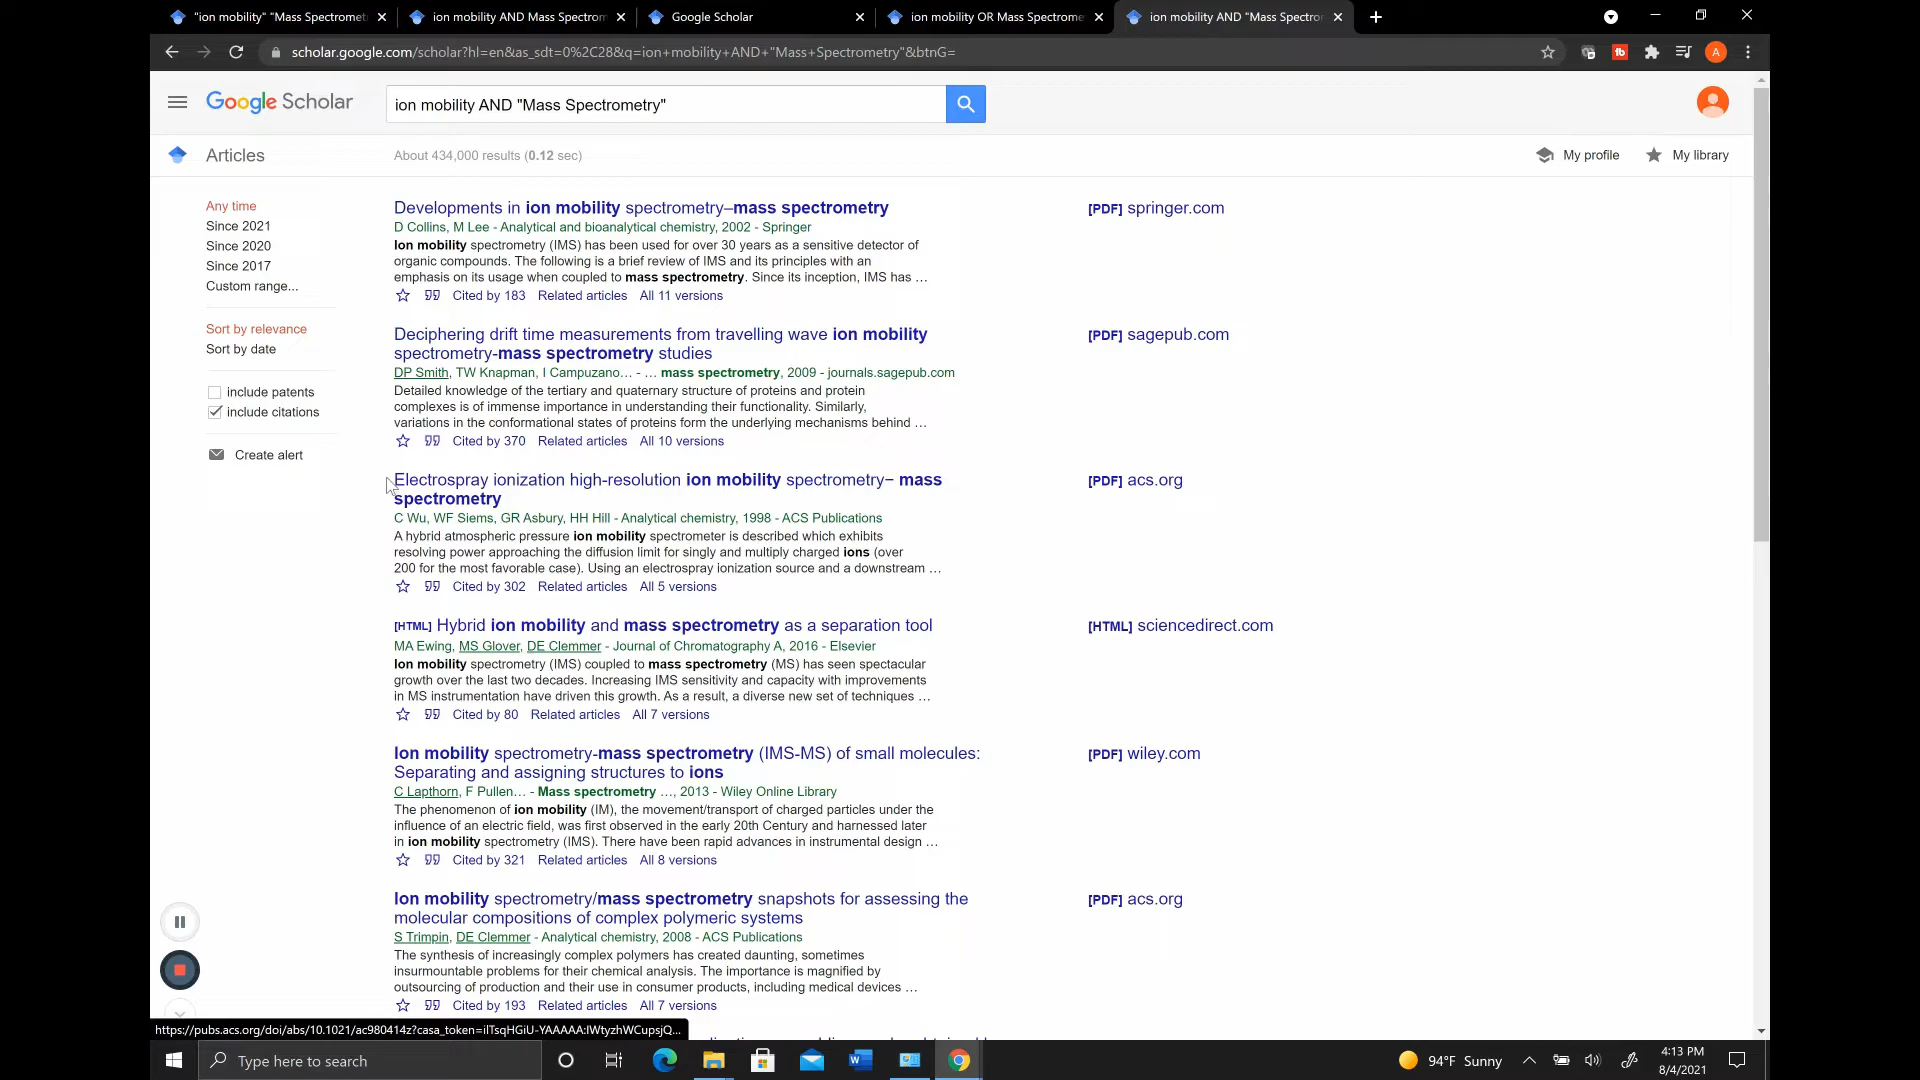 "ion mobility" "Mass Spectromet
ion mobility AND Mass Spectrom
Google Scholar
ion mobility OR Mass Spectrome
ion mobility AND "Mass Spectro
scholar.google.com/scholar?hl=en&as_sdt=0%2C28&q=ion+mobility+AND+"Mass+Spectrometry"&btnG=
A
Google Scholar
ion mobility AND "Mass Spectrometry"
Articles
About 434,000 results (0.12 sec)
My profile
My library
Any time
Since 2021
Since 2020
Since 2017
Custom range...
Sort by relevance
Sort by date
include patents
include citations
Create alert
Developments in ion mobility spectrometry–mass spectrometry
[PDF] springer.com
D Collins, M Lee - Analytical and bioanalytical chemistry, 2002 - Springer
Ion mobility spectrometry (IMS) has been used for over 30 years as a sensitive detector of
organic compounds. The following is a brief review of IMS and its principles with an
emphasis on its usage when coupled to mass spectrometry. Since its inception, IMS has …
Cited by 183 Related articles All 11 versions
Deciphering drift time measurements from travelling wave ion mobility
spectrometry-mass spectrometry studies
[PDF] sagepub.com
DP Smith, TW Knapman, I Campuzano… - … mass spectrometry, 2009 - journals.sagepub.com
Detailed knowledge of the tertiary and quaternary structure of proteins and protein
complexes is of immense importance in understanding their functionality. Similarly,
variations in the conformational states of proteins form the underlying mechanisms behind …
Cited by 370 Related articles All 10 versions
Electrospray ionization high-resolution ion mobility spectrometry− mass
spectrometry
[PDF] acs.org
C Wu, WF Siems, GR Asbury, HH Hill - Analytical chemistry, 1998 - ACS Publications
A hybrid atmospheric pressure ion mobility spectrometer is described which exhibits
resolving power approaching the diffusion limit for singly and multiply charged ions (over
200 for the most favorable case). Using an electrospray ionization source and a downstream …
Cited by 302 Related articles All 5 versions
[HTML] Hybrid ion mobility and mass spectrometry as a separation tool
[HTML] sciencedirect.com
MA Ewing, MS Glover, DE Clemmer - Journal of Chromatography A, 2016 - Elsevier
Ion mobility spectrometry (IMS) coupled to mass spectrometry (MS) has seen spectacular
growth over the last two decades. Increasing IMS sensitivity and capacity with improvements
in MS instrumentation have driven this growth. As a result, a diverse new set of techniques …
Cited by 80 Related articles All 7 versions
Ion mobility spectrometry-mass spectrometry (IMS-MS) of small molecules:
Separating and assigning structures to ions
[PDF] wiley.com
C Lapthorn, F Pullen… - Mass spectrometry …, 2013 - Wiley Online Library
The phenomenon of ion mobility (IM), the movement/transport of charged particles under the
influence of an electric field, was first observed in the early 20th Century and harnessed later
in ion mobility spectrometry (IMS). There have been rapid advances in instrumental design …
Cited by 321 Related articles All 8 versions
Ion mobility spectrometry/mass spectrometry snapshots for assessing the
molecular compositions of complex polymeric systems
[PDF] acs.org
S Trimpin, DE Clemmer - Analytical chemistry, 2008 - ACS Publications
The synthesis of increasingly complex polymers has created daunting, sometimes
insurmountable problems for their chemical analysis. The importance is magnified by
outsourcing of production and their use in consumer products, including medical devices …
Cited by 193 Related articles All 7 versions
Type here to search
94°F Sunny
4:13 PM
8/4/2021